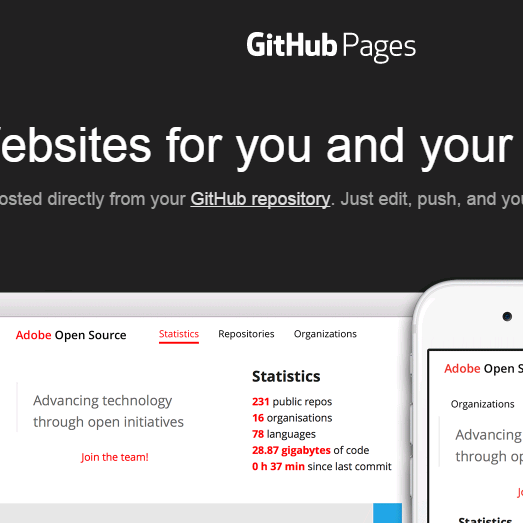 GitHub Pages
ebsites for you and your
osted directly from your GitHub repository. Just edit, push, and you
Adobe Open Source Statistics Repositories Organizations
Statistics
231 public repos
16 organisations
78 languages
28.87 gigabytes of code
0 h 37 min since last commit
Advancing technology
through open initiatives
Join the team!
Adobe Open S
Organizations
Advancing
through op
Jo
Statistics